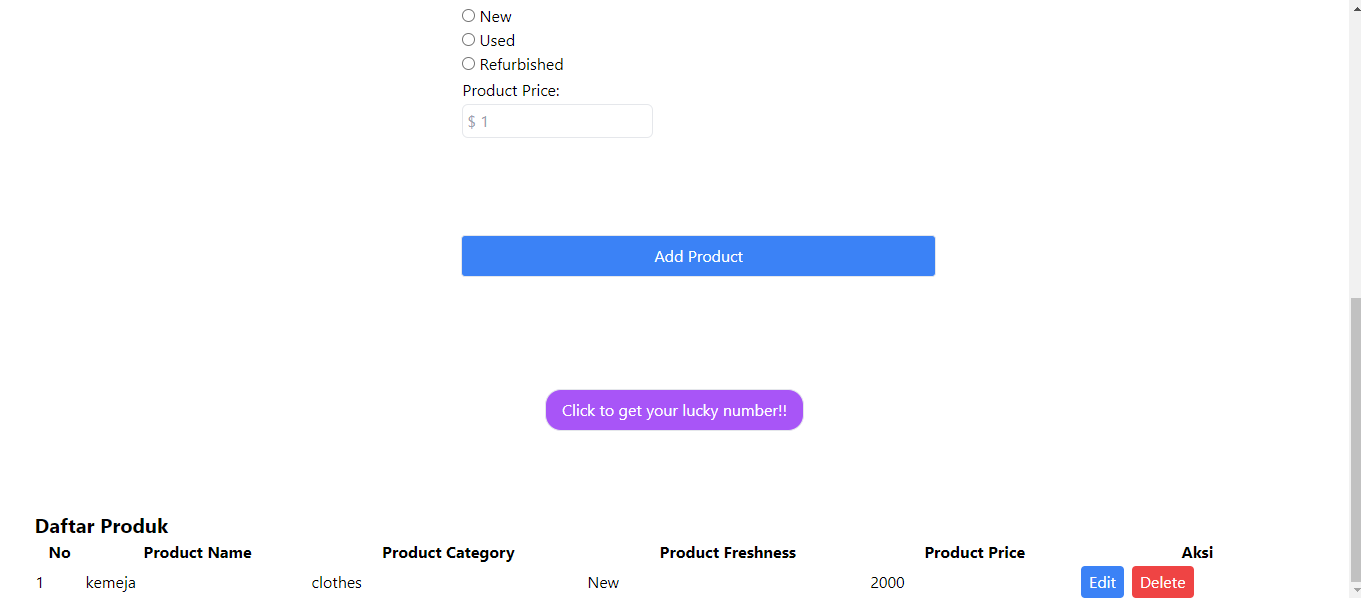 New
Used
Refurbished
Product Price:
$ 1
Add Product
Click to get your lucky number!!
Daftar Produk
No Product Name Product Category Product Freshness Product Price Aksi
1 kemeja clothes New 2000 Edit Delete